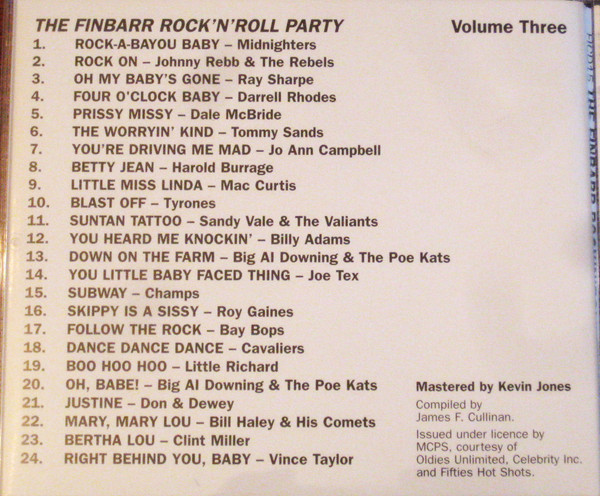 THE FINBARR ROCK'N'ROLL PARTY Volume Three
1. ROCK-A-BAYOU BABY – Midnighters
2. ROCK ON – Johnny Rebb & The Rebels
3. OH MY BABY'S GONE – Ray Sharpe
4. FOUR O'CLOCK BABY – Darrell Rhodes
5. PRISSY MISSY – Dale McBride
6. THE WORRYIN' KIND – Tommy Sands
7. YOU'RE DRIVING ME MAD – Jo Ann Campbell
8. BETTY JEAN – Harold Burrage
9. LITTLE MISS LINDA – Mac Curtis
10. BLAST OFF – Tyrones
11. SUNTAN TATTOO – Sandy Vale & The Valiants
12. YOU HEARD ME KNOCKIN' – Billy Adams
13. DOWN ON THE FARM – Big Al Downing & The Poe Kats
14. YOU LITTLE BABY FACED THING – Joe Tex
15. SUBWAY – Champs
16. SKIPPY IS A SISSY – Roy Gaines
17. FOLLOW THE ROCK – Bay Bops
18. DANCE DANCE DANCE – Cavaliers
19. BOO HOO HOO – Little Richard
20. OH, BABE! – Big Al Downing & The Poe Kats
21. JUSTINE – Don & Dewey
22. MARY, MARY LOU – Bill Haley & His Comets
23. BERTHA LOU – Clint Miller
24. RIGHT BEHIND YOU, BABY – Vince Taylor
Mastered by Kevin Jones
Compiled by
James F. Cullinan.
Issued under licence by
MCPS, courtesy of
Oldies Unlimited, Celebrity Inc.
and Fifties Hot Shots.
THE FINBARR